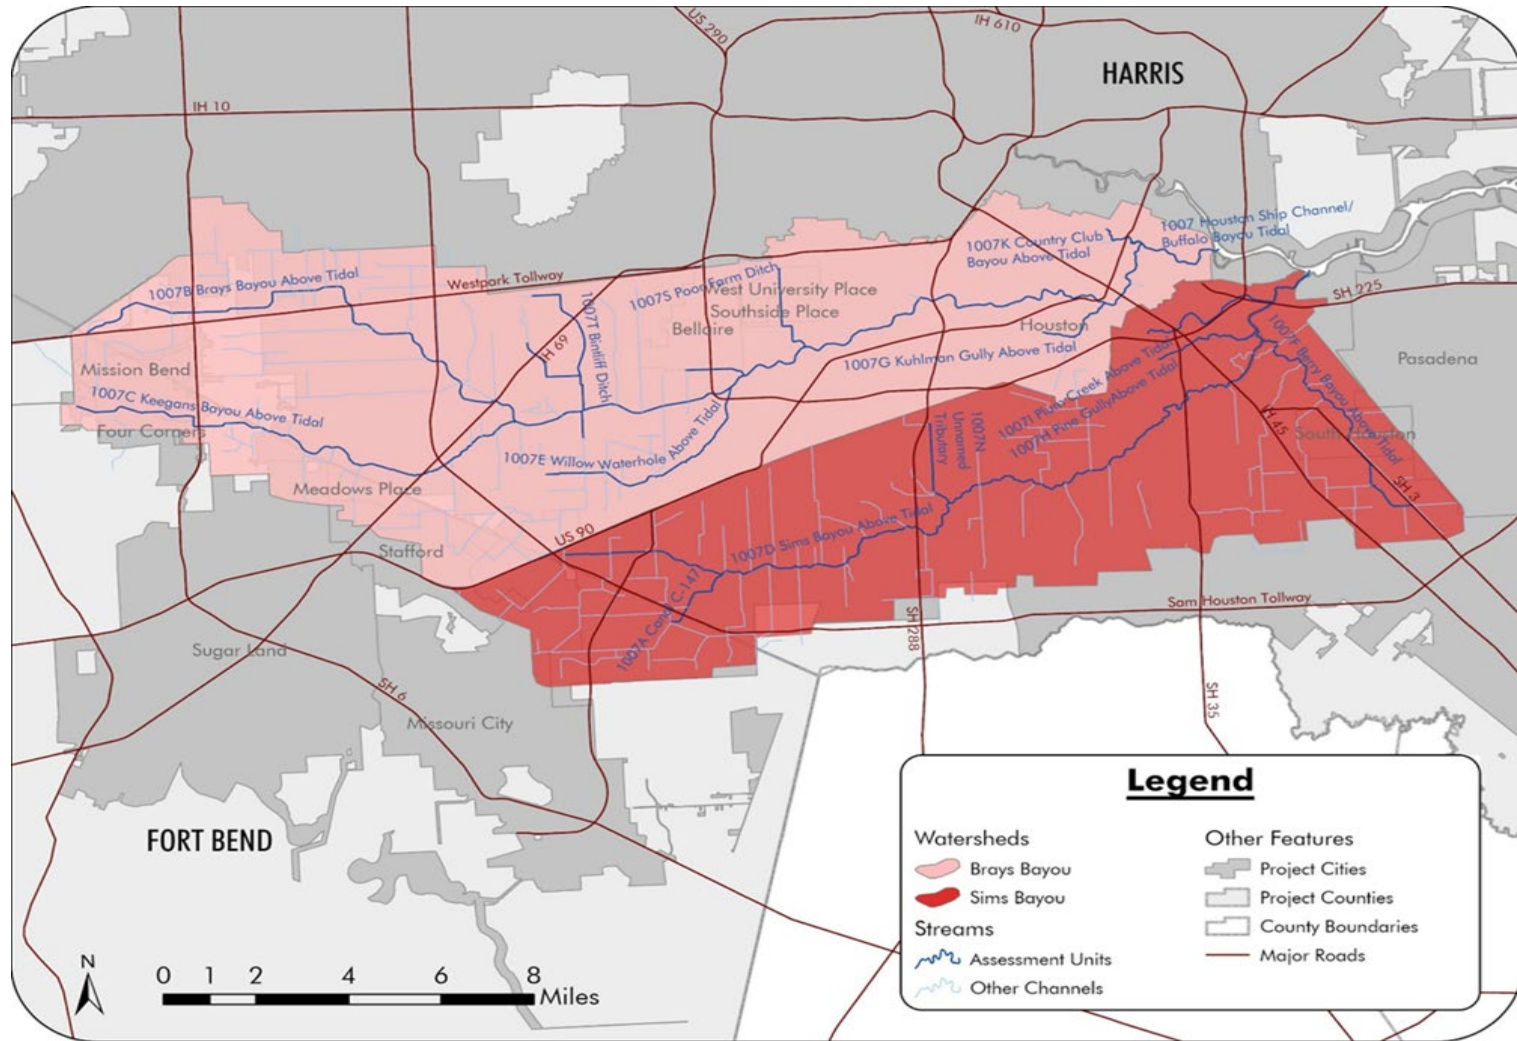 US 290
IH 610
HARRIS
IH 10
1007 Houston Ship Channel/
Buffalo Bayou Tidal
1007K Country Club
Bayou Above Tidal
1007B Brays Bayou Above Tidal
Westpark Tollway
1007S Poor Farm Ditch
West University Place
Southside Place
Bellaire
Houston
SH 225
1007T Bintliff Ditch
IH 69
1007G Kuhlman Gully Above Tidal
1007F Berry Bayou Above Tidal
Pasadena
Mission Bend
1007C Keegans Bayou Above Tidal
Four Corners
1007E Willow Waterhole Above Tidal
1007I Plum Creek Above Tidal
1007H Pine Gully Above Tidal
1007N
Unnamed
Tributary
IH 45
South Houston
SH 3
Meadows Place
Stafford
US 90
1007D Sims Bayou Above Tidal
1007A Canal C-147
Sam Houston Tollway
SH 288
SH 35
Sugar Land
SH 6
Missouri City
FORT BEND
Legend
Watersheds
Brays Bayou
Sims Bayou
Streams
Assessment Units
Other Channels
Other Features
Project Cities
Project Counties
County Boundaries
Major Roads
N
0 1 2 4 6 8
Miles